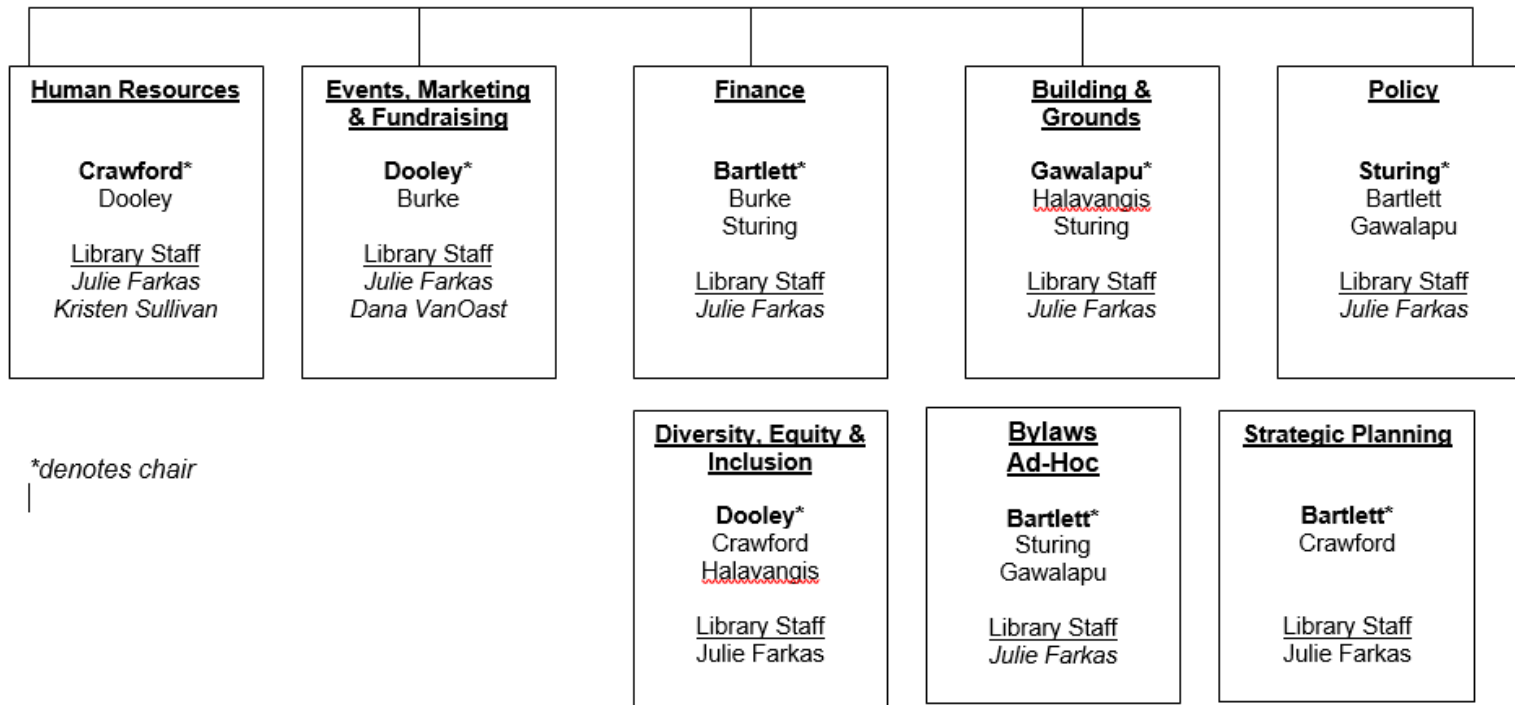 Human Resources
Crawford*
Dooley
Library Staff
Julie Farkas
Kristen Sullivan
Events, Marketing
& Fundraising
Dooley*
Burke
Library Staff
Julie Farkas
Dana VanOast
Finance
Bartlett*
Burke
Sturing
Library Staff
Julie Farkas
Building &
Grounds
Gawalapu*
Halavangis
Sturing
Library Staff
Julie Farkas
Policy
Sturing*
Bartlett
Gawalapu
Library Staff
Julie Farkas
*denotes chair
Diversity, Equity &
Inclusion
Dooley*
Crawford
Halavangis
Library Staff
Julie Farkas
Bylaws
Ad-Hoc
Bartlett*
Sturing
Gawalapu
Library Staff
Julie Farkas
Strategic Planning
Bartlett*
Crawford
Library Staff
Julie Farkas